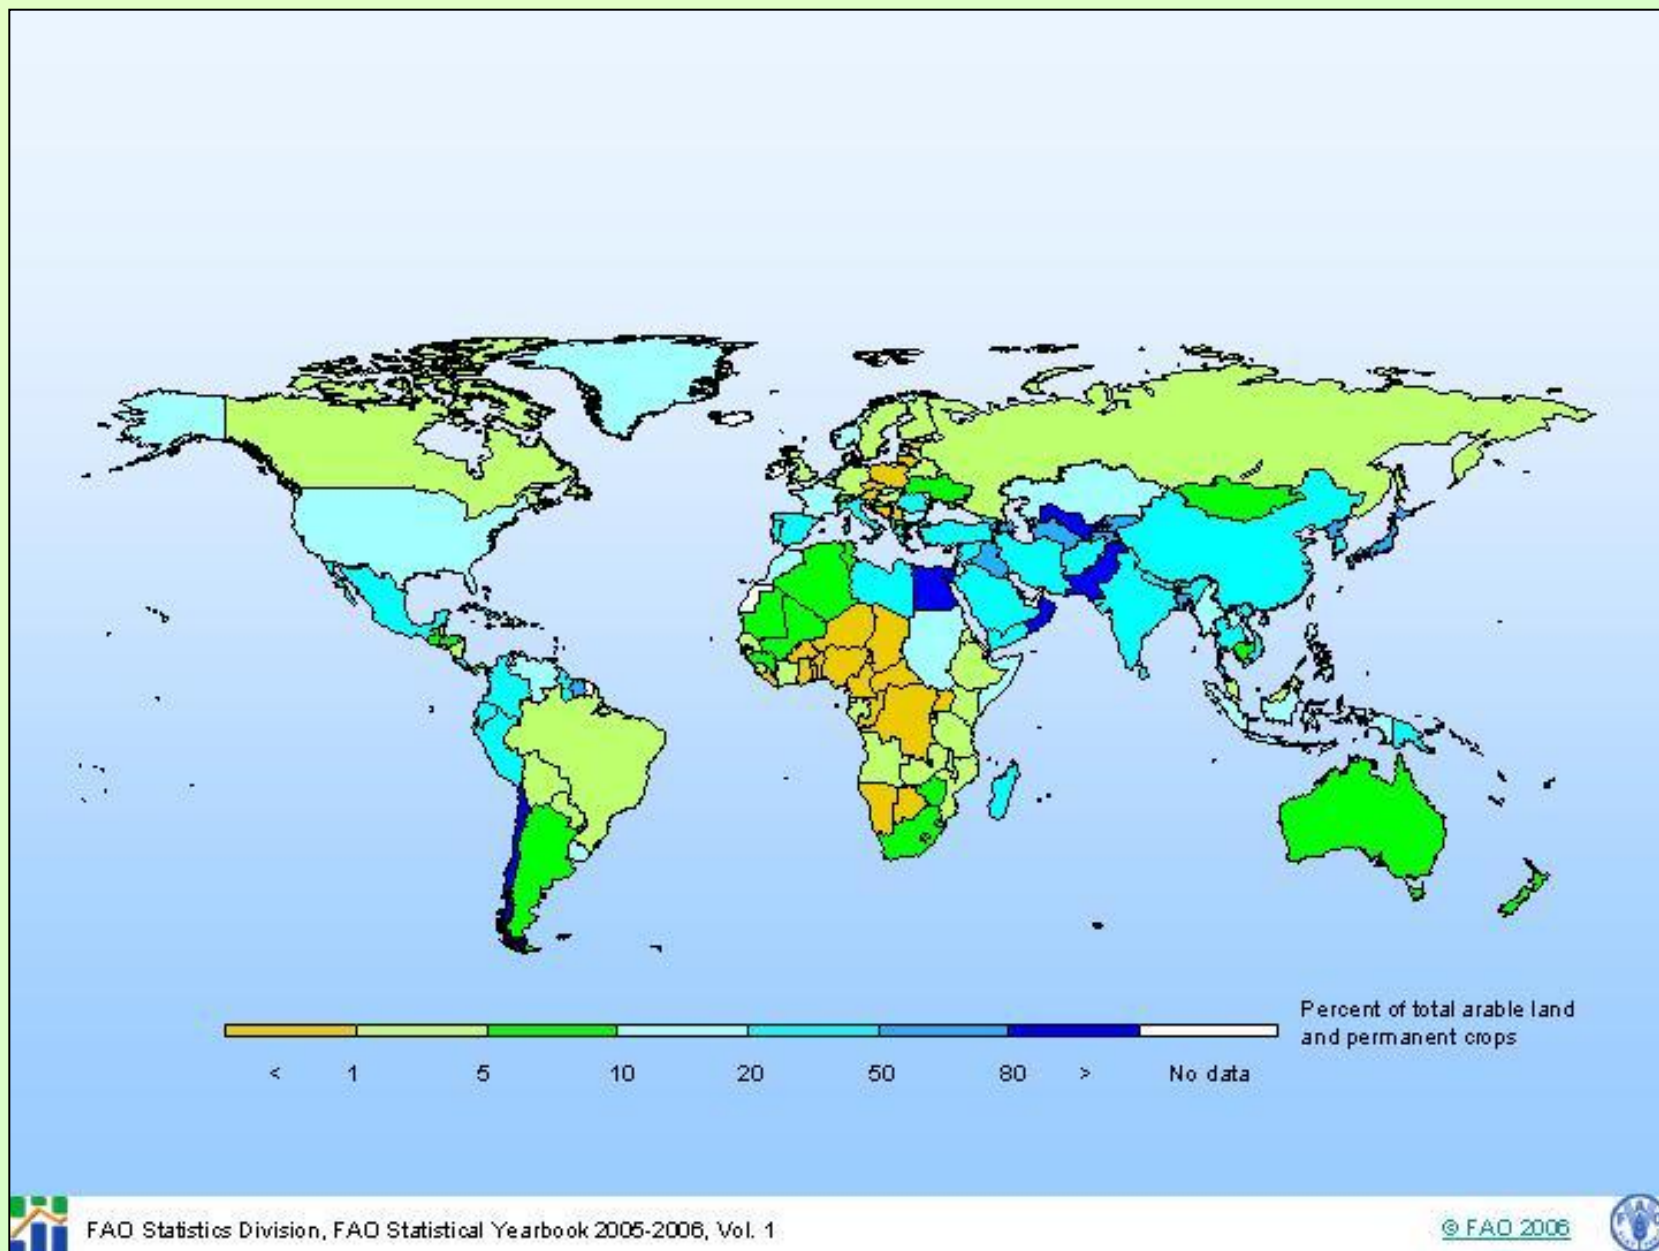 Percent of total arable land
and permanent crops
< 1 5 10 20 50 80 > No data
FAO Statistics Division, FAO Statistical Yearbook 2005-2006, Vol. 1
© FAO 2006